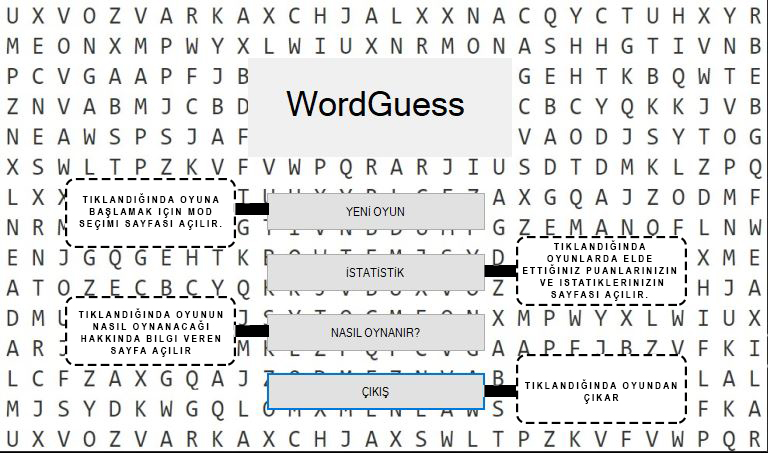 U X V O Z V A R K A X C H J A L X X N A C Q Y C T U H X Y R
M E O N X M P W Y X L W I U X N R M O N A S H H G T I V N B
P C V G A A P F J B G E H T K B Q W T E
Z N V A B M J C B D C B C Y Q K K J V B
WordGuess
N E A W S P S J A F V A O D J S Y T O G
X S W L T P Z K V F V W P Q R A R J I U S D T D M K L Z P Q
L X A X G Q A J Z O D M F
TIKLANDIĞINDA OYUNA
BAŞLAMAK İÇİN MOD
SEÇİMİ SAYFASI AÇILIR.
YENİ OYUN
N R G G Z E M A N O F L N W
E N J G Q G E H T K X M E
TIKLANDIĞINDA
OYUNLARDA ELDE
ETTİĞİNİZ PUANLARINIZIN
VE İSTATİKLERİNİZİN
SAYFASI AÇILIR.
İSTATİSTİK
A T O Z E C B C Y Q Z H J A
D M X M P W Y X L W I U X
TIKLANDIĞINDA OYUNUN
NASIL OYNANACAĞI
HAKKINDA BILGI VEREN
SAYFA AÇILIR
NASIL OYNANIR?
A R J M A A P F J B Z V F K I
L C F Z A X G Q A J B L A L
ÇIKIŞ
TIKLANDIĞINDA OYUNDAN
ÇIKAR
M J S Y D K W G Q L S F K A
U X V O Z V A R K A X C H J A X S W L T P Z K V F V W P Q R